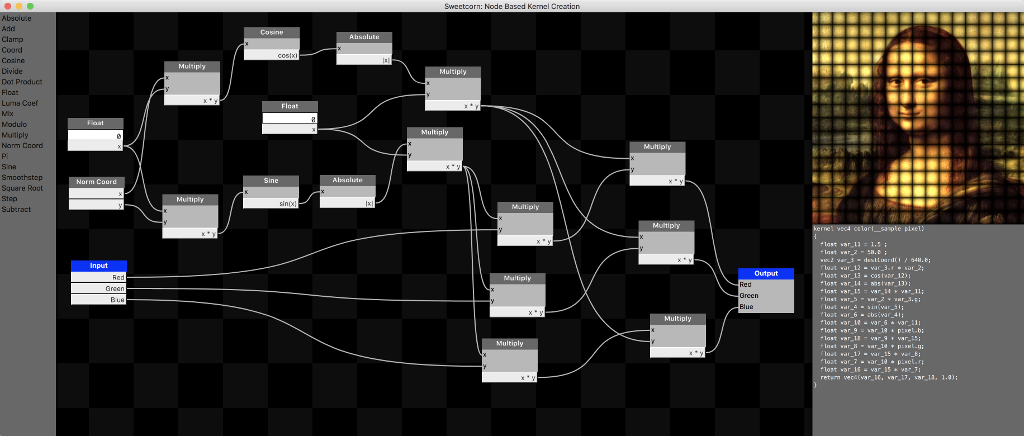 Sweetcorn: Node Based Kernel Creation
Absolute
Add
Clamp
Coord
Cosine
Divide
Dot Product
Float
Luma Coef
Mix
Modulo
Multiply
Norm Coord
Pi
Sine
Smoothstep
Square Root
Step
Subtract
Float
0
x
Norm Coord
x
y
Input
Red
Green
Blue
Multiply
x
y
x * y
Multiply
x
y
x * y
Cosine
x
cos(x)
Sine
x
sin(x)
Float
0
x
Absolute
x
|x|
Absolute
x
|x|
Multiply
x
y
x * y
Multiply
x
y
x * y
Multiply
x
y
x * y
Multiply
x
y
x * y
Multiply
x
y
x * y
Multiply
x
y
x * y
Multiply
x
y
x * y
Multiply
x
y
x * y
Output
Red
Green
Blue
kernel vec4 color(__sample pixel)
{
float var_11 = 1.5 ;
float var_2 = 50.0 ;
vec2 var_3 = destCoord() / 640.0;
float var_12 = var_3.r * var_2;
float var_13 = cos(var_12);
float var_14 = abs(var_13);
float var_15 = var_14 * var_11;
float var_5 = var_2 * var_3.g;
float var_4 = sin(var_5);
float var_6 = abs(var_4);
float var_10 = var_6 * var_11;
float var_9 = var_10 * pixel.b;
float var_18 = var_9 * var_15;
float var_8 = var_10 * pixel.g;
float var_17 = var_15 * var_8;
float var_7 = var_10 * pixel.r;
float var_16 = var_15 * var_7;
return vec4(var_16, var_17, var_18, 1.0);
}